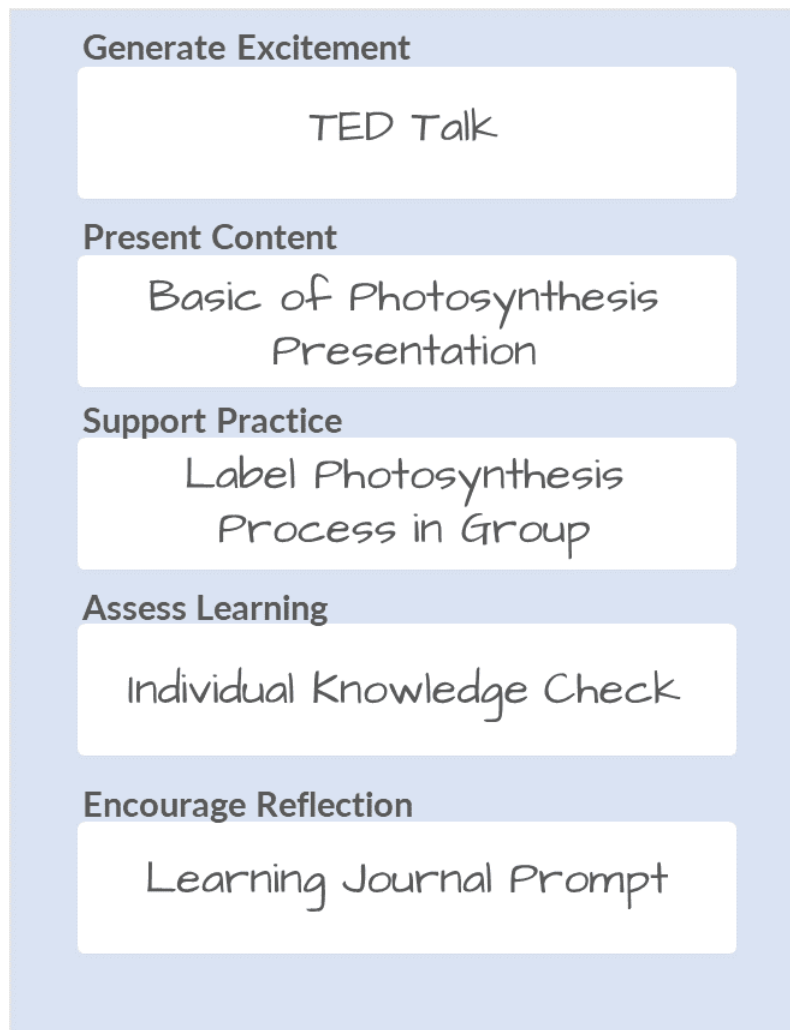 Generate Excitement
TED Talk
Present Content
Basic of Photosynthesis
Presentation
Support Practice
Label Photosynthesis
Process in Group
Assess Learning
Individual Knowledge Check
Encourage Reflection
Learning Journal Prompt